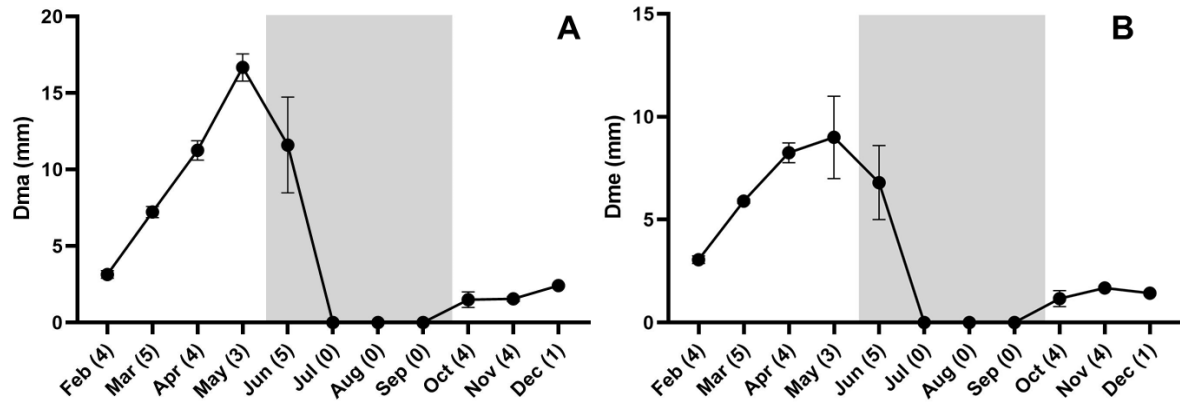 A
Dma (mm)
20
15
10
5
0
Feb (4)
Mar (5)
Apr (4)
May (3)
Jun (5)
Jul (0)
Aug (0)
Sep (0)
Oct (4)
Nov (4)
Dec (1)
B
Dme (mm)
15
10
5
0
Feb (4)
Mar (5)
Apr (4)
May (3)
Jun (5)
Jul (0)
Aug (0)
Sep (0)
Oct (4)
Nov (4)
Dec (1)